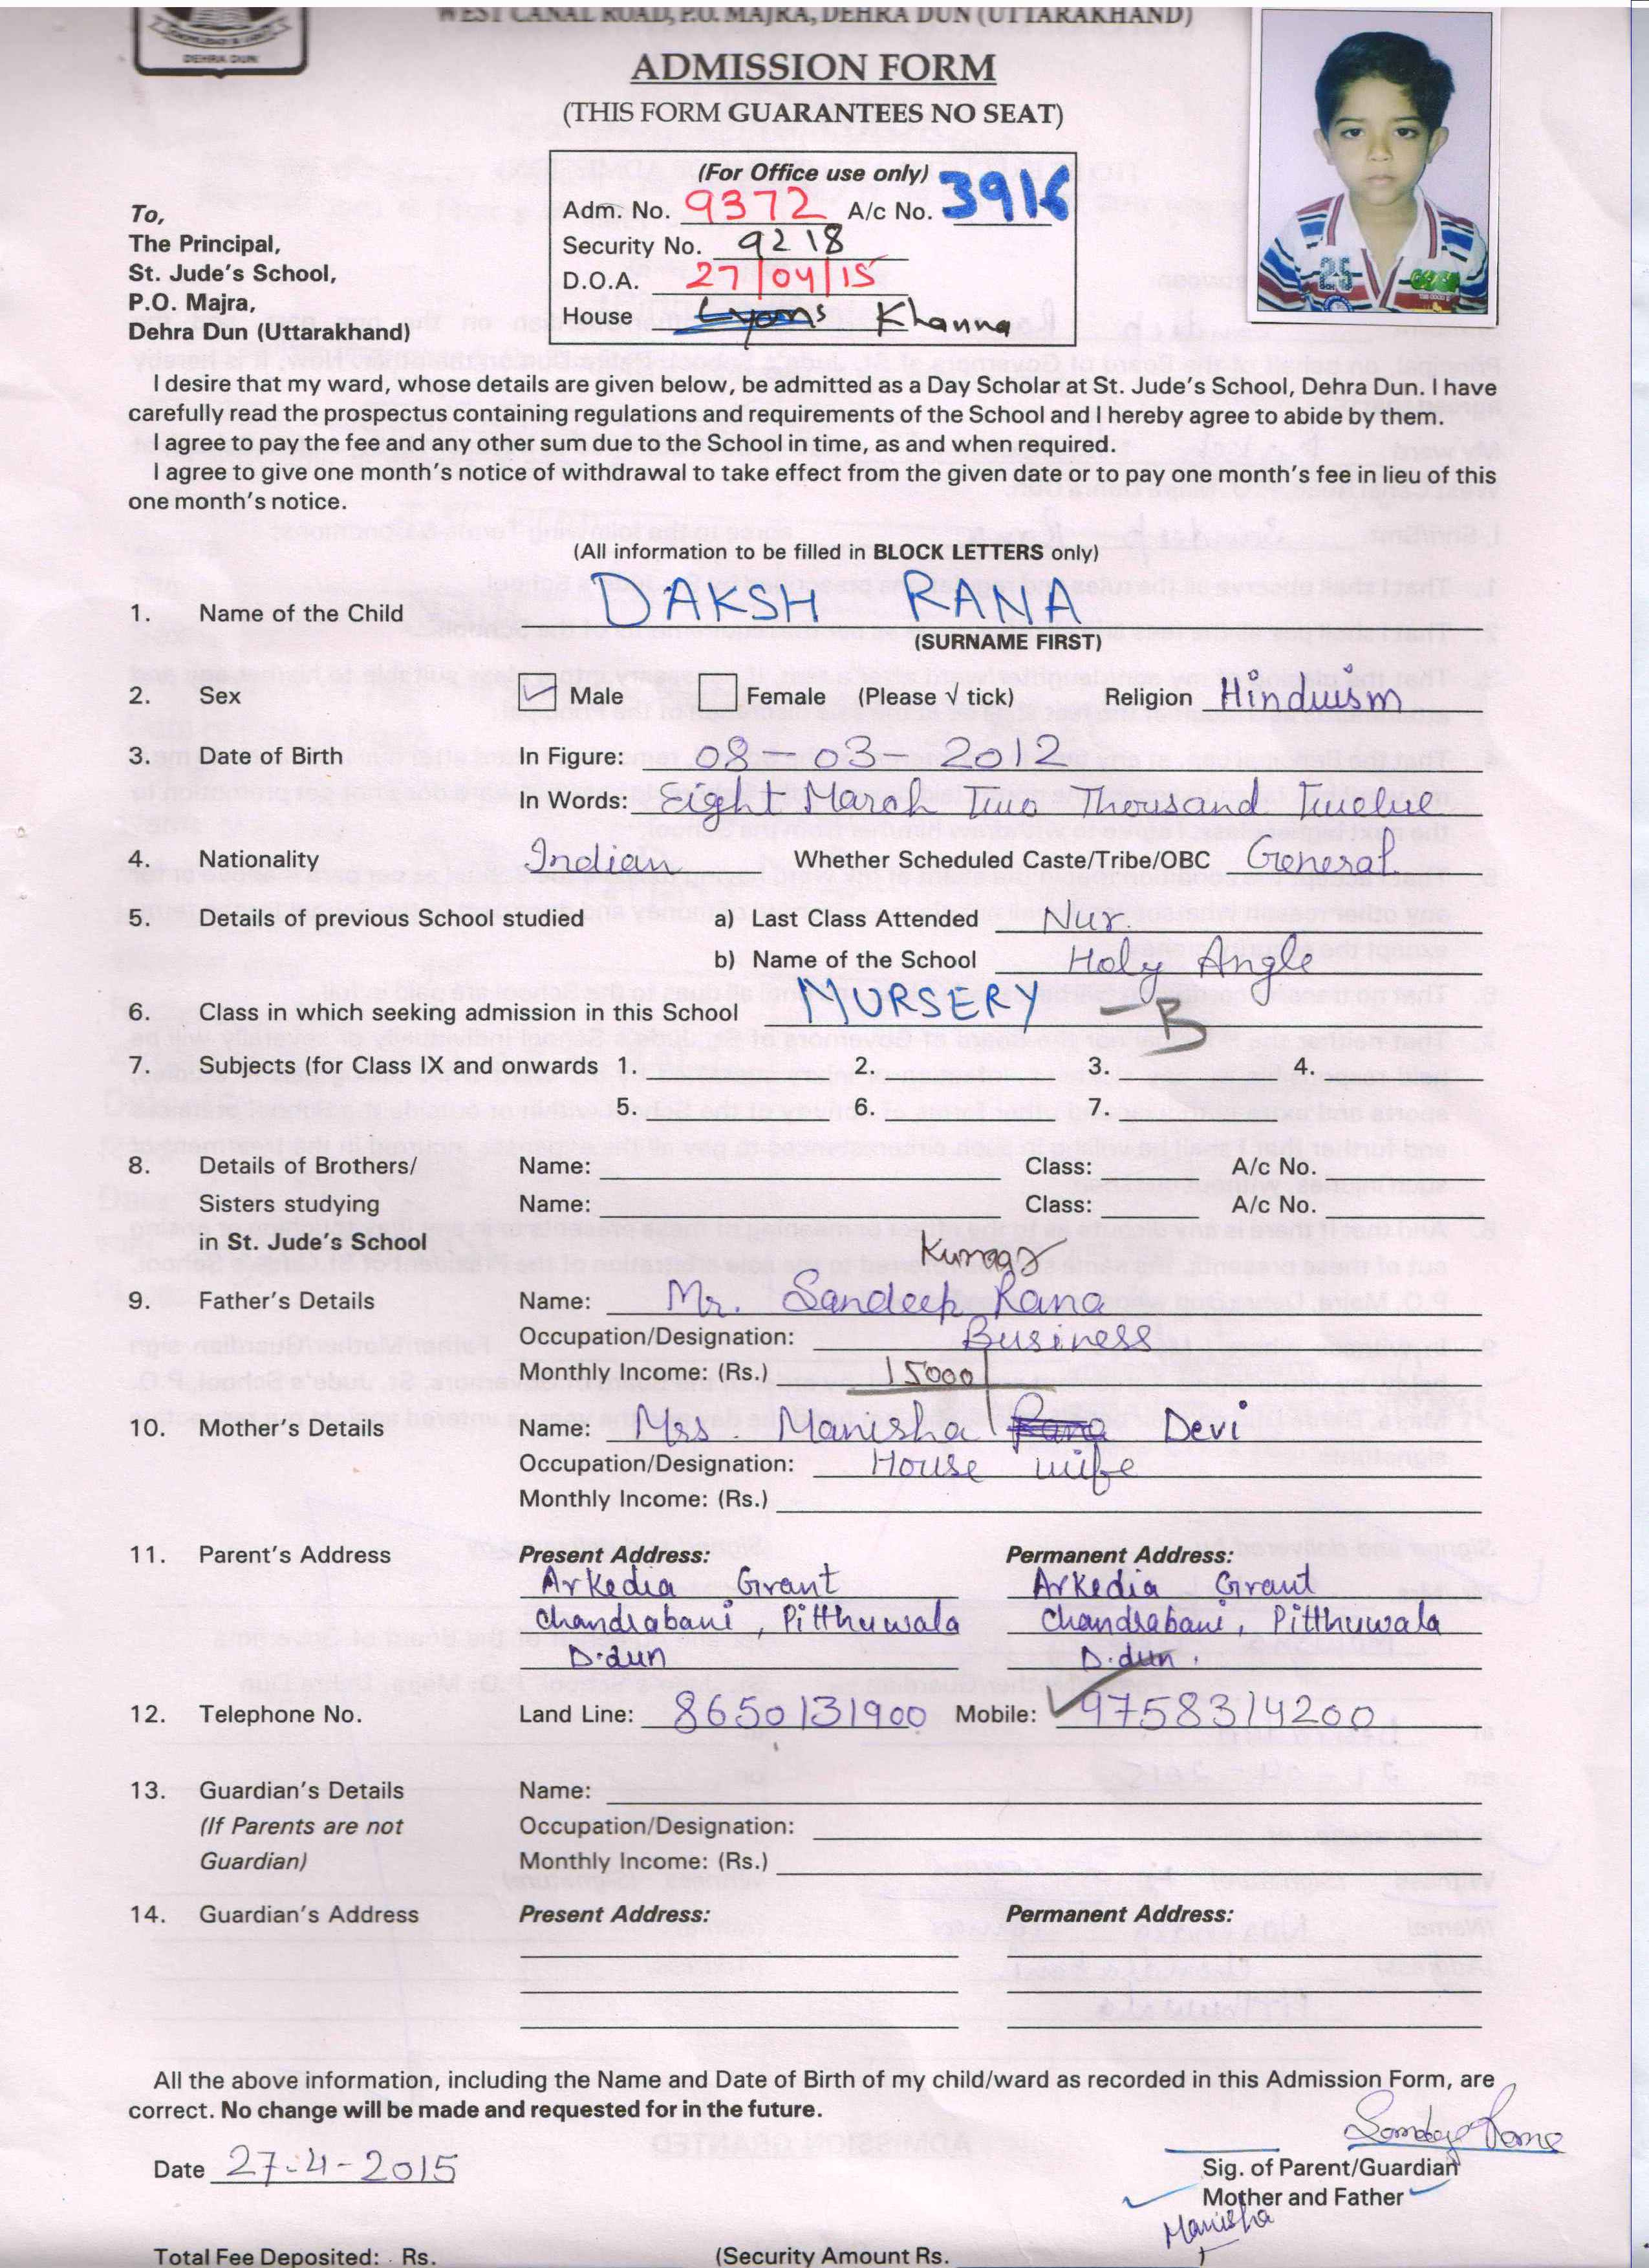 WEST CANAL ROAD, P.O. MAJRA, DEHRA DUN (UTTARAKHAND)
DEHRA DUN
ADMISSION FORM
(THIS FORM GUARANTEES NO SEAT)
(For Office use only)
Adm. No. 9372 A/c No. 3916
Security No. 9218
D.O.A. 27/04/15
House Lyons Khanna
To,
The Principal,
St. Jude's School,
P.O. Majra,
Dehra Dun (Uttarakhand)
I desire that my ward, whose details are given below, be admitted as a Day Scholar at St. Jude's School, Dehra Dun. I have
carefully read the prospectus containing regulations and requirements of the School and I hereby agree to abide by them.
I agree to pay the fee and any other sum due to the School in time, as and when required.
I agree to give one month's notice of withdrawal to take effect from the given date or to pay one month's fee in lieu of this
one month's notice.
(All information to be filled in BLOCK LETTERS only)
1. Name of the Child DAKSH RANA
(SURNAME FIRST)
2. Sex Male Female (Please √ tick) Religion Hinduism
3. Date of Birth In Figure: 08-03-2012
In Words: Eight March Two Thousand Twelve
4. Nationality Indian Whether Scheduled Caste/Tribe/OBC General
5. Details of previous School studied a) Last Class Attended Nur.
b) Name of the School Holy Angle
6. Class in which seeking admission in this School NURSERY - B
7. Subjects (for Class IX and onwards 1. 2. 3. 4.
5. 6. 7.
8. Details of Brothers/ Name: Class: A/c No.
Sisters studying Name: Class: A/c No.
in St. Jude's School
Kumar
9. Father's Details Name: Mr. Sandeep Rana
Occupation/Designation: Business
Monthly Income: (Rs.) 15000/
10. Mother's Details Name: Mrs. Manisha Rana Devi
Occupation/Designation: House wife
Monthly Income: (Rs.)
11. Parent's Address Present Address: Permanent Address:
Arkedia Grant Arkedia Grant
Chandrabani, Pitthuwala Chandrabani, Pitthuwala
D.dun D.dun.
12. Telephone No. Land Line: 8650131900 Mobile: 9758314200
13. Guardian's Details Name:
(If Parents are not Occupation/Designation:
Guardian) Monthly Income: (Rs.)
14. Guardian's Address Present Address: Permanent Address:
All the above information, including the Name and Date of Birth of my child/ward as recorded in this Admission Form, are
correct. No change will be made and requested for in the future.
Date 27-4-2015
Sig. of Parent/Guardian
Mother and Father
Manisha
Total Fee Deposited: Rs. (Security Amount Rs.